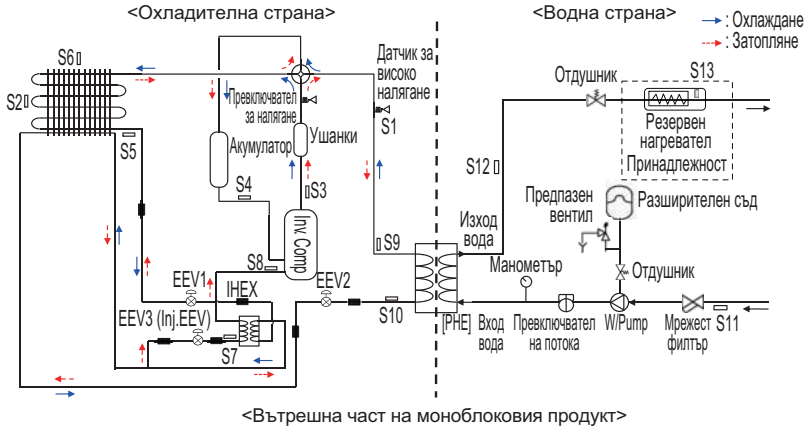 <Охладителна страна>
<Водна страна>
: Охлаждане
: Затопляне
S6
S2
S5
Датчик за
високо
налягане
S1
Превключвател
за налягане
Ушанки
Акумулатор
S4
S3
Inv. Comp
S8
S9
EEV1
IHEX
EEV2
EEV3 (Inj.EEV)
S7
S10
Отдушник
S13
Резервен
нагревател
Принадлежност
S12
Предпазен
вентил
Разширителен съд
Изход
вода
Манометър
Отдушник
[PHE]
Вход
вода
Превключвател
на потока
W/Pump
Мрежест
филтър
S11
<Вътрешна част на моноблоковия продукт>